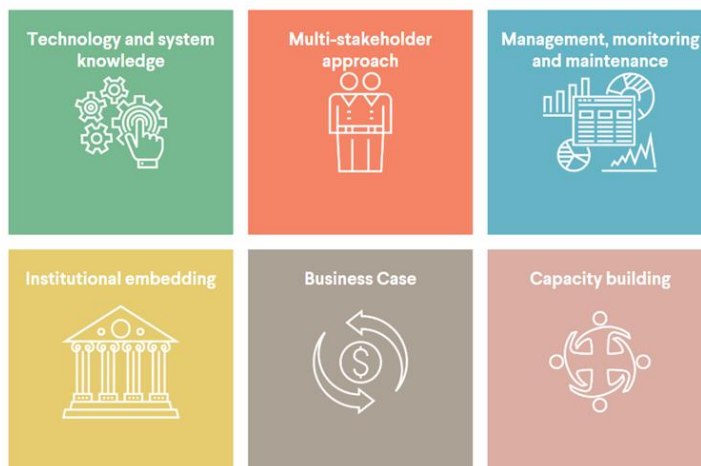 Technology and system
knowledge
Multi-stakeholder
approach
Management, monitoring
and maintenance
Institutional embedding
Business Case
$
Capacity building